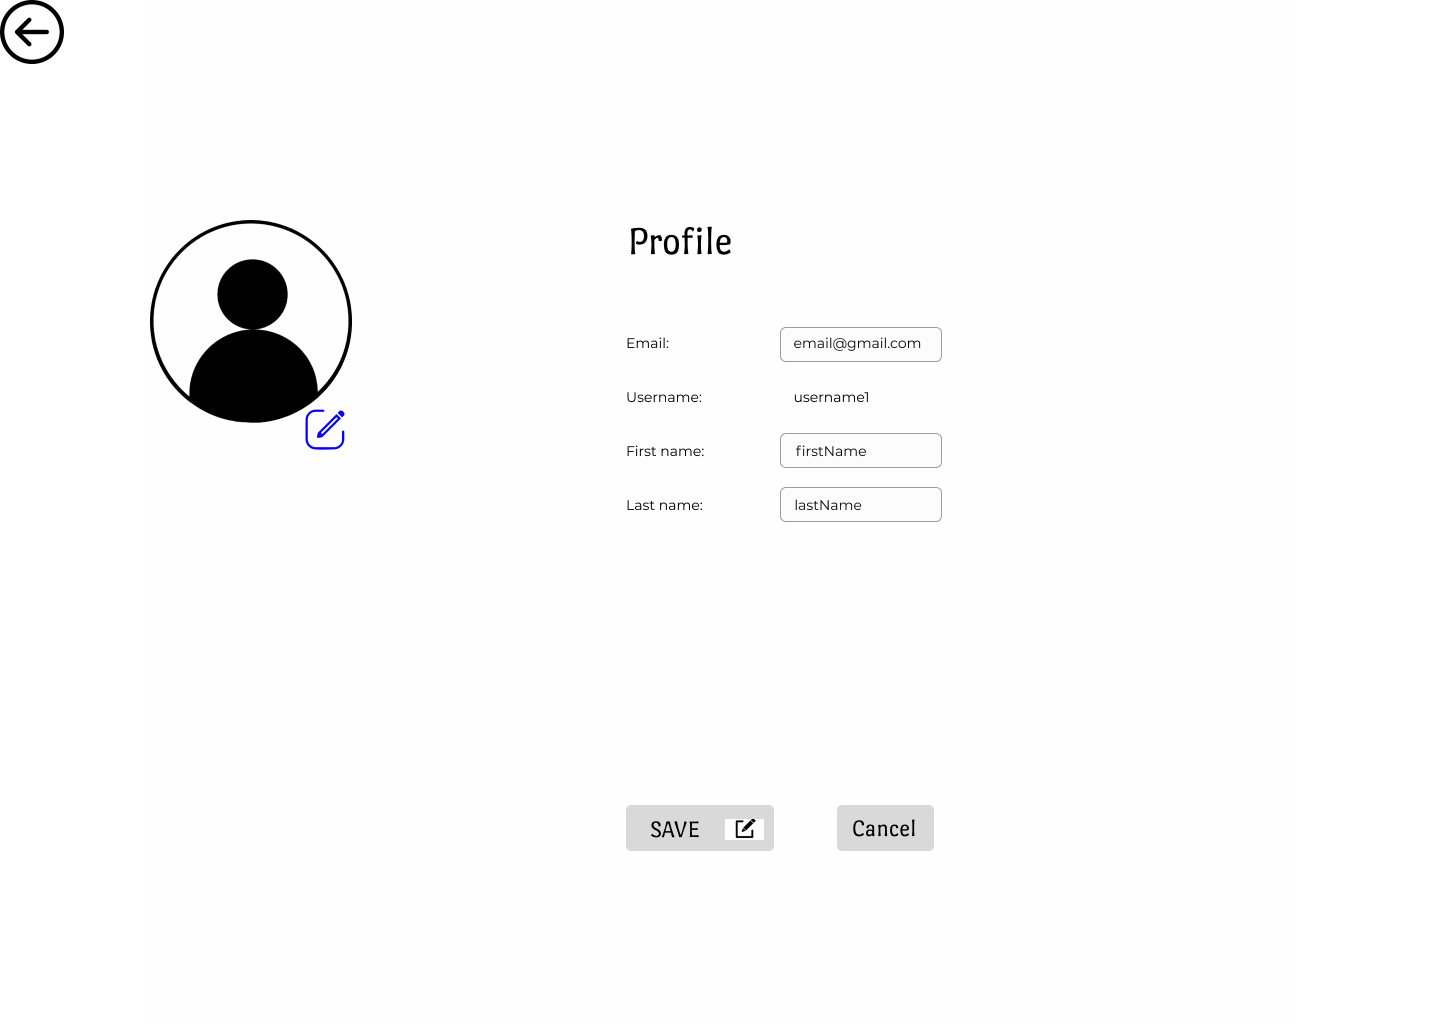 Profile
Email: email@gmail.com
Username: username1
First name: firstName
Last name: lastName
SAVE Cancel